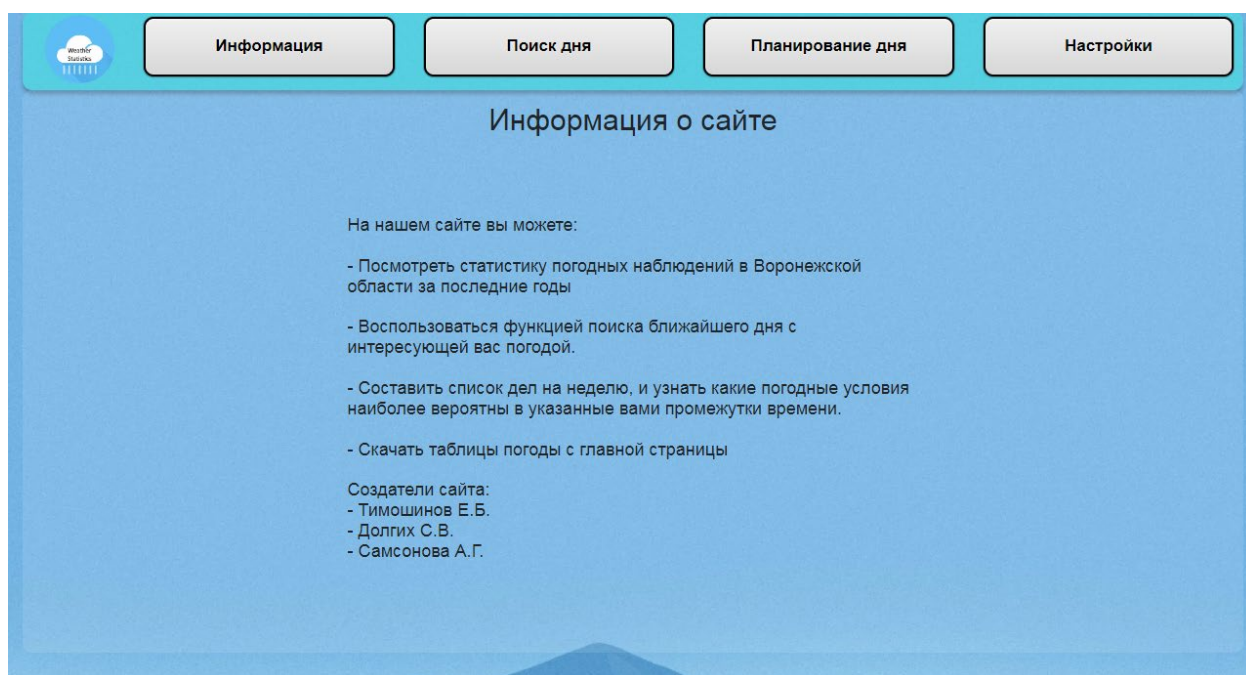 Weather
Statistics
Информация
Поиск дня
Планирование дня
Настройки
Информация о сайте
На нашем сайте вы можете:
- Посмотреть статистику погодных наблюдений в Воронежской
области за последние годы
- Воспользоваться функцией поиска ближайшего дня с
интересующей вас погодой.
- Составить список дел на неделю, и узнать какие погодные условия
наиболее вероятны в указанные вами промежутки времени.
- Скачать таблицы погоды с главной страницы
Создатели сайта:
- Тимошинов Е.Б.
- Долгих С.В.
- Самсонова А.Г.